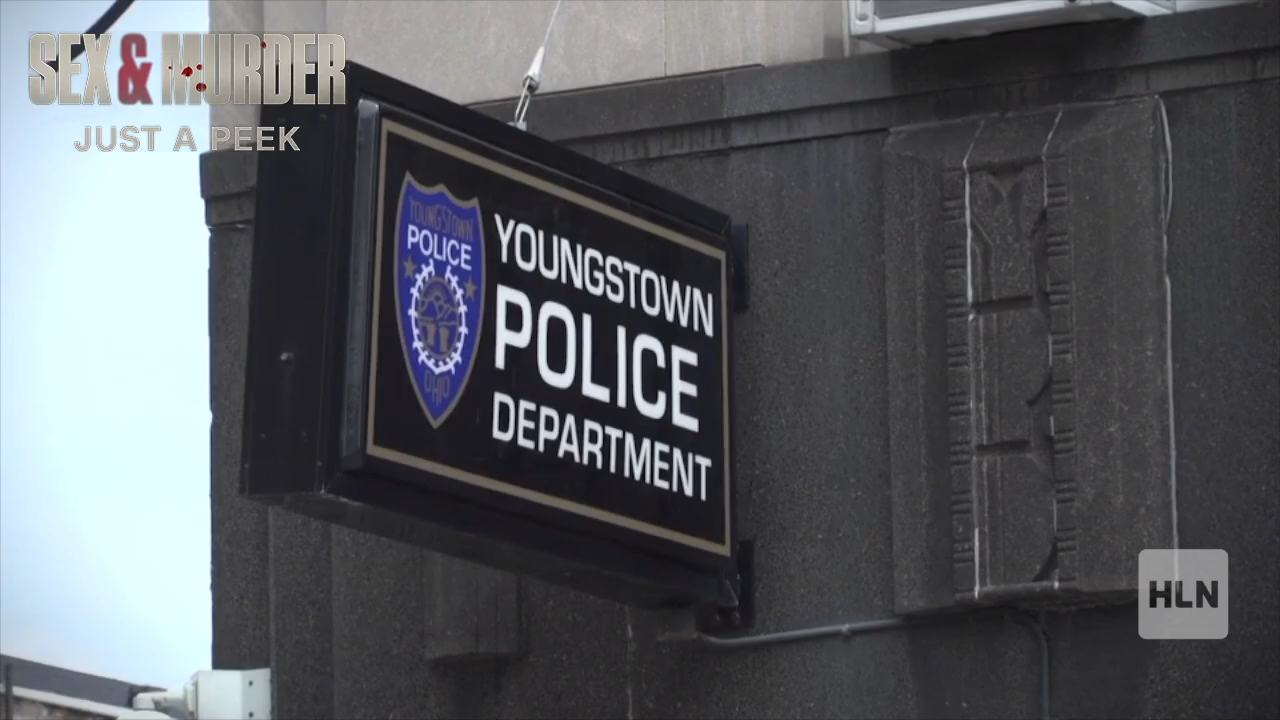 SEX & MURDER
JUST A PEEK
YOUNGSTOWN
POLICE
OHIO
YOUNGSTOWN
POLICE
DEPARTMENT
HLN